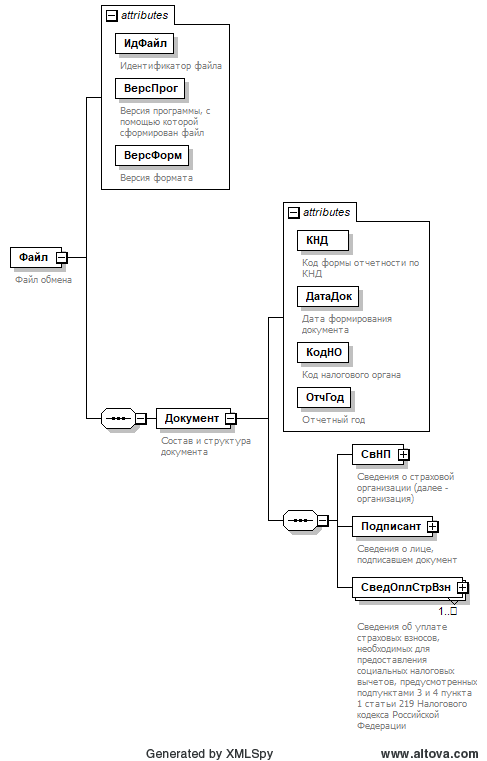 attributes
ИдФайл
Идентификатор файла
ВерсПрог
Версия программы, с
помощью которой
сформирован файл
ВерсФорм
Версия формата
Файл
Файл обмена
attributes
КНД
Код формы отчетности по
КНД
ДатаДок
Дата формирования
документа
КодНО
Код налогового органа
ОтчГод
Отчетный год
Документ
Состав и структура
документа
СвНП
Сведения о страховой
организации (далее -
организация)
Подписант
Сведения о лице,
подписавшем документ
СведОплСтрВзн
1..□
Сведения об уплате
страховых взносов,
необходимых для
предоставления
социальных налоговых
вычетов, предусмотренных
подпунктами 3 и 4 пункта
1 статьи 219 Налогового
кодекса Российской
Федерации
Generated by XMLSpy
www.altova.com